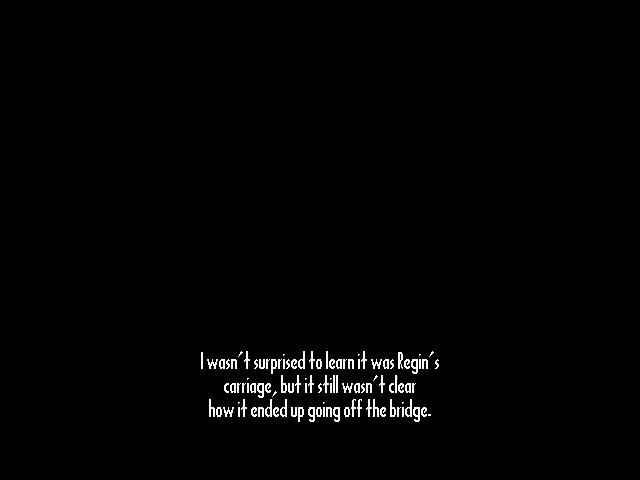 I wasn't surprised to learn it was Regin's
carriage, but it still wasn't clear
how it ended up going off the bridge.